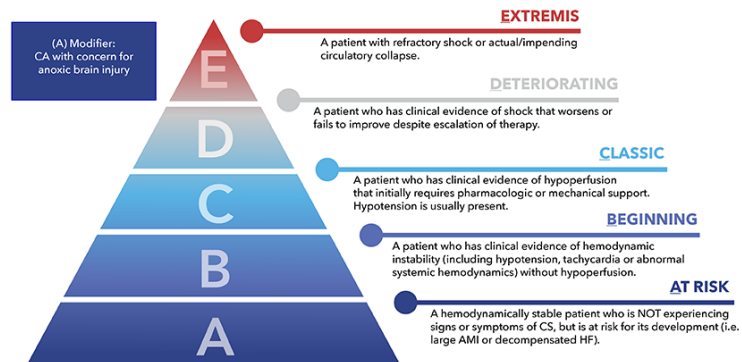 (A) Modifier:
CA with concern for
anoxic brain injury
E
EXTREMIS
A patient with refractory shock or actual/impending
circulatory collapse.
D
DETERIORATING
A patient who has clinical evidence of shock that worsens or
fails to improve despite escalation of therapy.
C
CLASSIC
A patient who has clinical evidence of hypoperfusion
that initially requires pharmacologic or mechanical support.
Hypotension is usually present.
B
BEGINNING
A patient who has clinical evidence of hemodynamic
instability (including hypotension, tachycardia or abnormal
systemic hemodynamics) without hypoperfusion.
A
AT RISK
A hemodynamically stable patient who is NOT experiencing
signs or symptoms of CS, but is at risk for its development (i.e.
large AMI or decompensated HF).